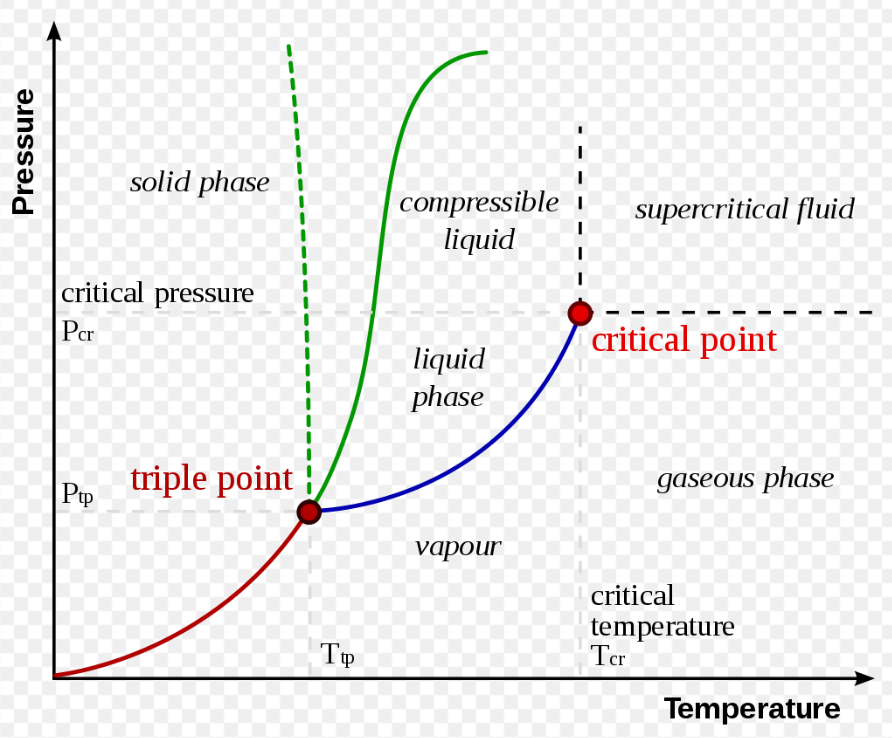 Pressure
solid phase
compressible
liquid
supercritical fluid
critical pressure
Pcr
critical point
liquid
phase
triple point
Ptp
gaseous phase
vapour
critical
temperature
Tcr
Ttp
Temperature